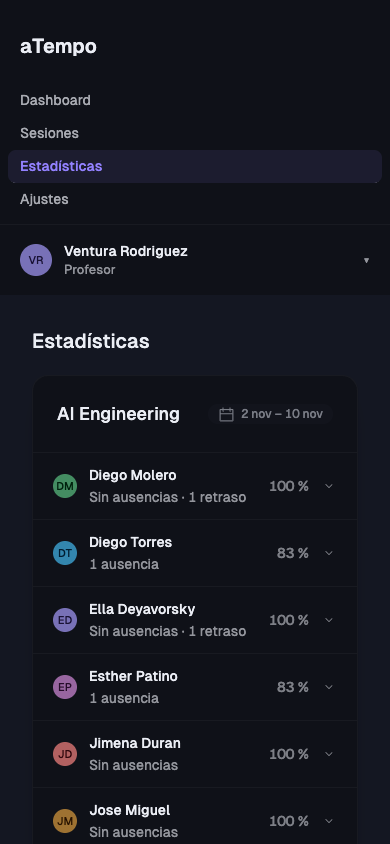 aTempo
Dashboard
Sesiones
Estadísticas
Ajustes
VR
Ventura Rodriguez
Profesor
Estadísticas
AI Engineering
2 nov – 10 nov
DM
Diego Molero
Sin ausencias · 1 retraso
100 %
DT
Diego Torres
1 ausencia
83 %
ED
Ella Deyavorsky
Sin ausencias · 1 retraso
100 %
EP
Esther Patino
1 ausencia
83 %
JD
Jimena Duran
Sin ausencias
100 %
JM
Jose Miguel
Sin ausencias
100 %